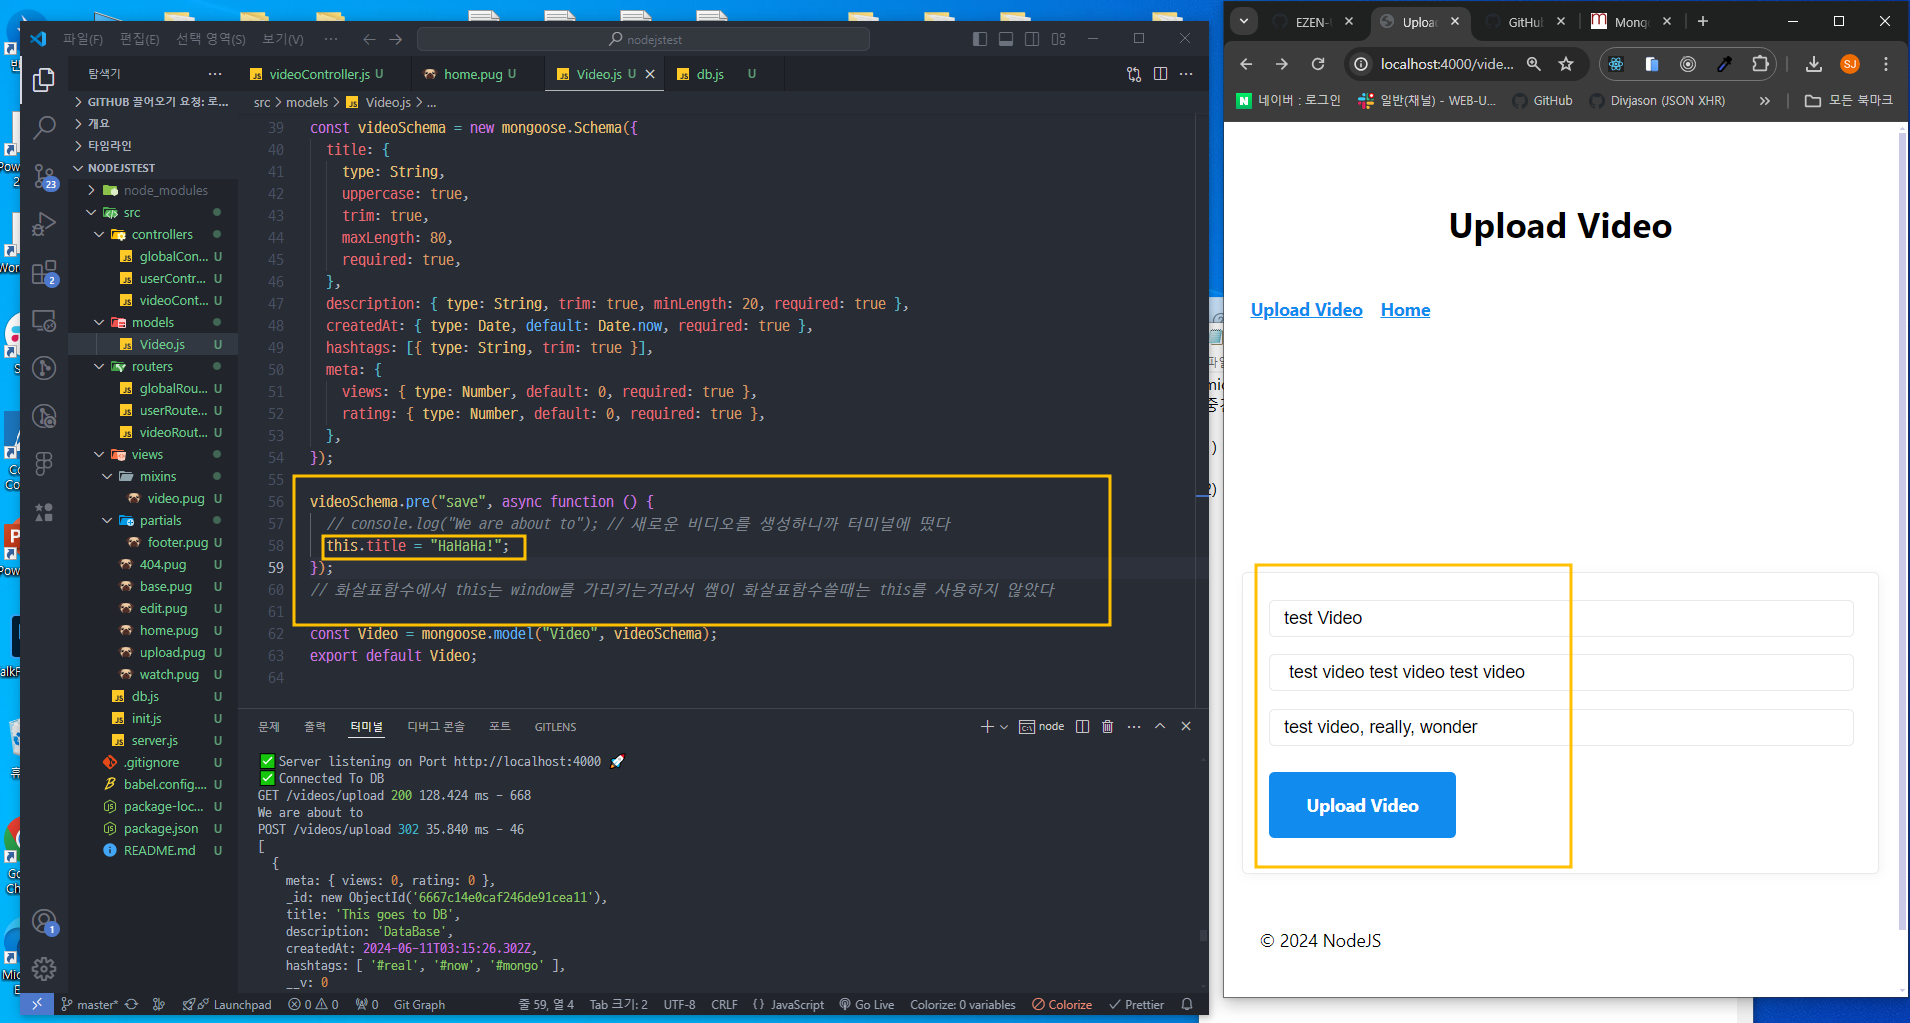 파일(F) 편집(E) 선택 영역(S) 보기(V) ··· nodejstest
탐색기 ···
GITHUB 끌어오기 요청: 로...
개요
타임라인
NODEJSTEST
node_modules
src
controllers
globalCon... U
userContr... U
videoCont... U
models
Video.js U
routers
globalRou... U
userRoute... U
videoRout... U
views
mixins
video.pug U
partials
footer.pug U
404.pug U
base.pug U
edit.pug U
home.pug U
upload.pug U
watch.pug U
db.js U
init.js U
server.js U
.gitignore U
babel.config.... U
package-loc... U
package.json U
README.md U
23
2
1
videoController.js U home.pug U Video.js U db.js U
src > models > Video.js > ...
39 const videoSchema = new mongoose.Schema({
40 title: {
41 type: String,
42 uppercase: true,
43 trim: true,
44 maxLength: 80,
45 required: true,
46 },
47 description: { type: String, trim: true, minLength: 20, required: true },
48 createdAt: { type: Date, default: Date.now, required: true },
49 hashtags: [{ type: String, trim: true }],
50 meta: {
51 views: { type: Number, default: 0, required: true },
52 rating: { type: Number, default: 0, required: true },
53 },
54 });
55
56 videoSchema.pre("save", async function () {
57 // console.log("We are about to"); // 새로운 비디오를 생성하니까 터미널에 떴다
58 this.title = "HaHaHa!";
59 });
60 // 화살표함수에서 this는 window를 가리키는거라서 쌤이 화살표함수쓸때는 this를 사용하지 않았다
61
62 const Video = mongoose.model("Video", videoSchema);
63 export default Video;
64
문제 출력 터미널 디버그 콘솔 포트 GITLENS node
✅ Server listening on Port http://localhost:4000 🚀
✅ Connected To DB
GET /videos/upload 200 128.424 ms - 668
We are about to
POST /videos/upload 302 35.840 ms - 46
[
{
meta: { views: 0, rating: 0 },
_id: new ObjectId('6667c14e0caf246de91cea11'),
title: 'This goes to DB',
description: 'DataBase',
createdAt: 2024-06-11T03:15:26.302Z,
hashtags: [ '#real', '#now', '#mongo' ],
__v: 0
master* Launchpad 0 0 0 Git Graph 줄 59, 열 4 Tab 크기: 2 UTF-8 CRLF {} JavaScript Go Live Colorize: 0 variables Colorize Prettier
EZEN- Uploa GitHu Mong
localhost:4000/vide... SJ
네이버 : 로그인 일반(채널) - WEB-U... GitHub Divjason (JSON XHR) » 모든 북마크
Upload Video
Upload Video Home
test Video
test video test video test video
test video, really, wonder
Upload Video
© 2024 NodeJS